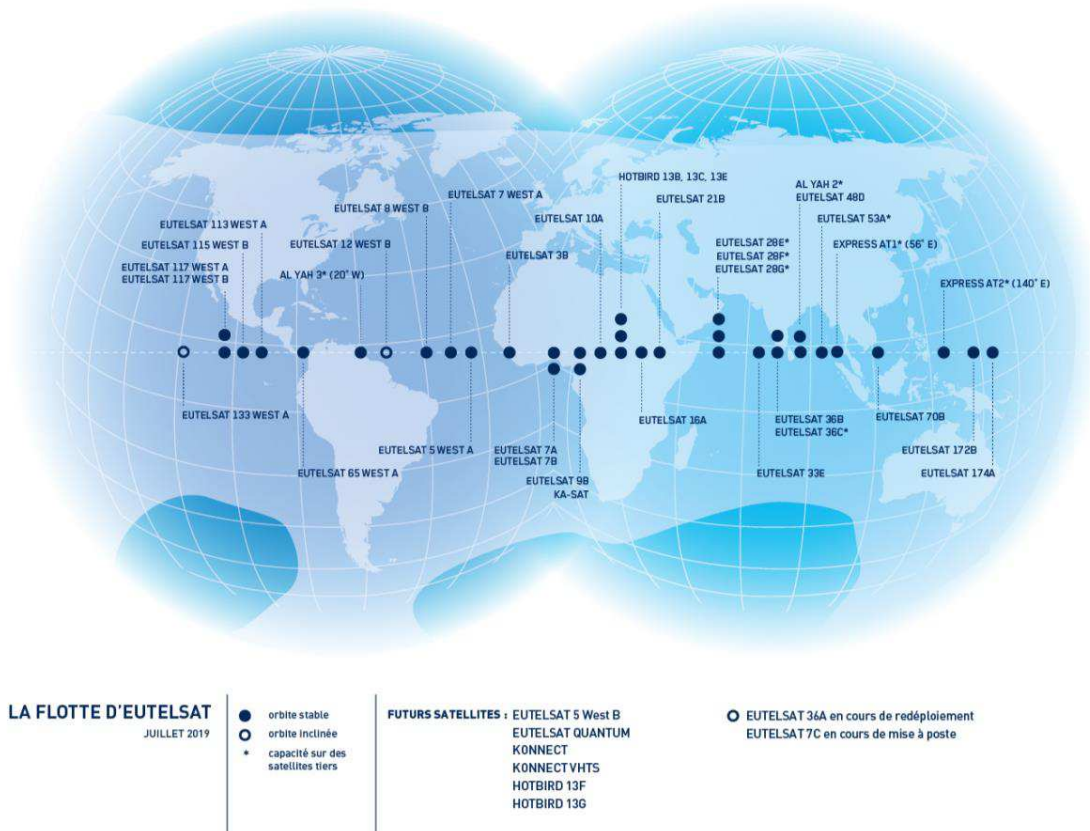 HOTBIRD 13B, 13C, 13E
EUTELSAT 7 WEST A
EUTELSAT 8 WEST B
EUTELSAT 21B
AL YAH 2*
EUTELSAT 48D
EUTELSAT 113 WEST A
EUTELSAT 10A
EUTELSAT 53A*
EUTELSAT 115 WEST B
EUTELSAT 12 WEST B
EUTELSAT 3B
EUTELSAT 28E*
EUTELSAT 28F*
EUTELSAT 28G*
EXPRESS AT1* (56° E)
EUTELSAT 117 WEST A
EUTELSAT 117 WEST B
AL YAH 3* (20° W)
EXPRESS AT2* (140° E)
EUTELSAT 133 WEST A
EUTELSAT 16A
EUTELSAT 36B
EUTELSAT 36C*
EUTELSAT 70B
EUTELSAT 5 WEST A
EUTELSAT 7A
EUTELSAT 7B
EUTELSAT 172B
EUTELSAT 65 WEST A
EUTELSAT 9B
KA-SAT
EUTELSAT 33E
EUTELSAT 174A
LA FLOTTE D'EUTELSAT
JUILLET 2019
orbite stable
orbite inclinée
* capacité sur des
satellites tiers
FUTURS SATELLITES : EUTELSAT 5 West B
EUTELSAT QUANTUM
KONNECT
KONNECT VHTS
HOTBIRD 13F
HOTBIRD 13G
EUTELSAT 36A en cours de redéploiement
EUTELSAT 7C en cours de mise à poste